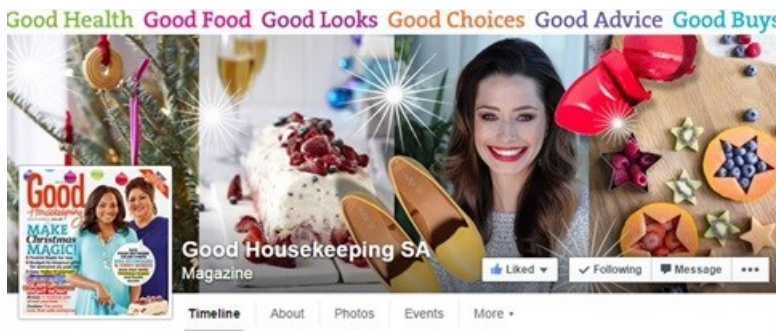 Good Health Good Food Good Looks Good Choices Good Advice Good Buys
Good
Housekeeping
MAKE
Christmas
MAGIC!
Good Housekeeping SA
Magazine
Liked
Following
Message
Timeline
About
Photos
Events
More